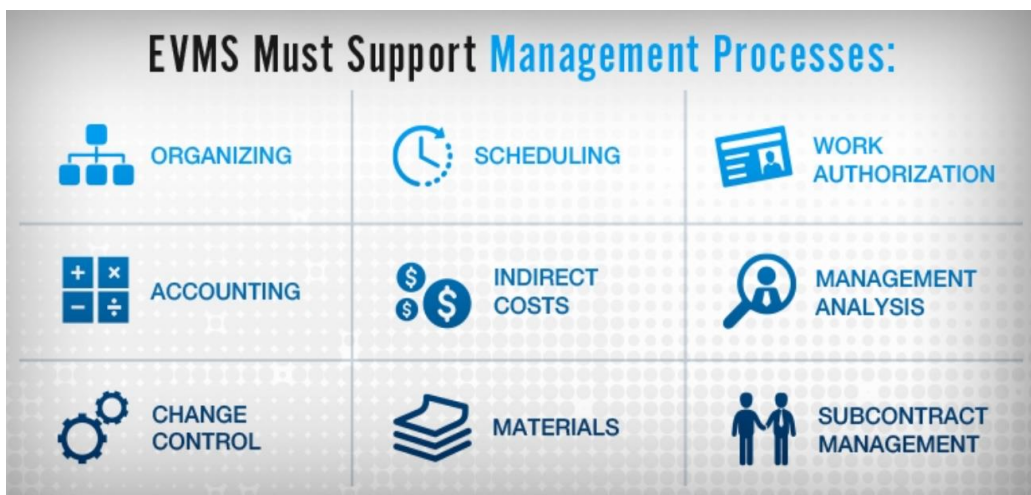 EVMS Must Support Management Processes:
ORGANIZING
SCHEDULING
WORK
AUTHORIZATION
ACCOUNTING
INDIRECT
COSTS
MANAGEMENT
ANALYSIS
CHANGE
CONTROL
MATERIALS
SUBCONTRACT
MANAGEMENT